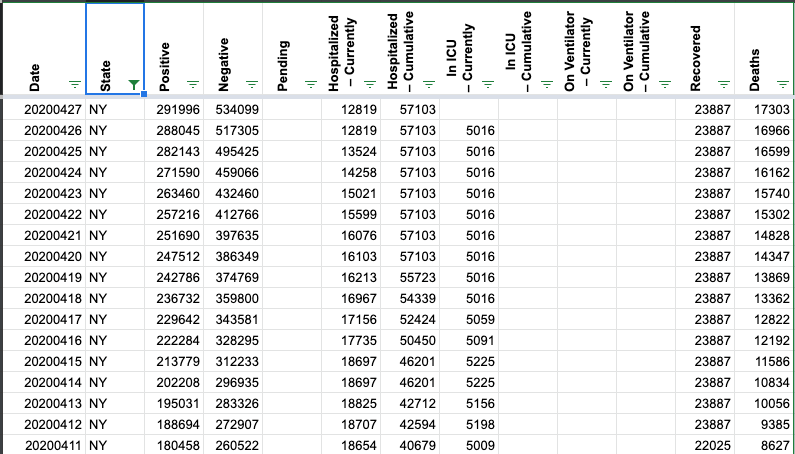 Date State Positive Negative Pending Hospitalized – Currently Hospitalized – Cumulative In ICU – Currently In ICU – Cumulative On Ventilator – Currently On Ventilator – Cumulative Recovered Deaths
20200427 NY 291996 534099 12819 57103 23887 17303
20200426 NY 288045 517305 12819 57103 5016 23887 16966
20200425 NY 282143 495425 13524 57103 5016 23887 16599
20200424 NY 271590 459066 14258 57103 5016 23887 16162
20200423 NY 263460 432460 15021 57103 5016 23887 15740
20200422 NY 257216 412766 15599 57103 5016 23887 15302
20200421 NY 251690 397635 16076 57103 5016 23887 14828
20200420 NY 247512 386349 16103 57103 5016 23887 14347
20200419 NY 242786 374769 16213 55723 5016 23887 13869
20200418 NY 236732 359800 16967 54339 5016 23887 13362
20200417 NY 229642 343581 17156 52424 5059 23887 12822
20200416 NY 222284 328295 17735 50450 5091 23887 12192
20200415 NY 213779 312233 18697 46201 5225 23887 11586
20200414 NY 202208 296935 18697 46201 5225 23887 10834
20200413 NY 195031 283326 18825 42712 5156 23887 10056
20200412 NY 188694 272907 18707 42594 5198 23887 9385
20200411 NY 180458 260522 18654 40679 5009 22025 8627